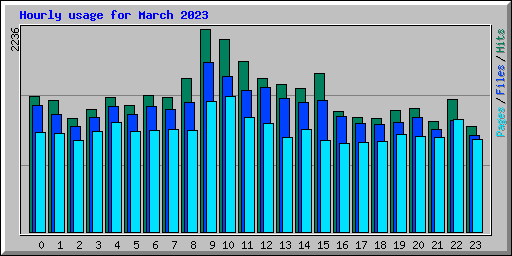 Hourly usage for March 2023
2236
Pages / Files / Hits
0 1 2 3 4 5 6 7 8 9 10 11 12 13 14 15 16 17 18 19 20 21 22 23